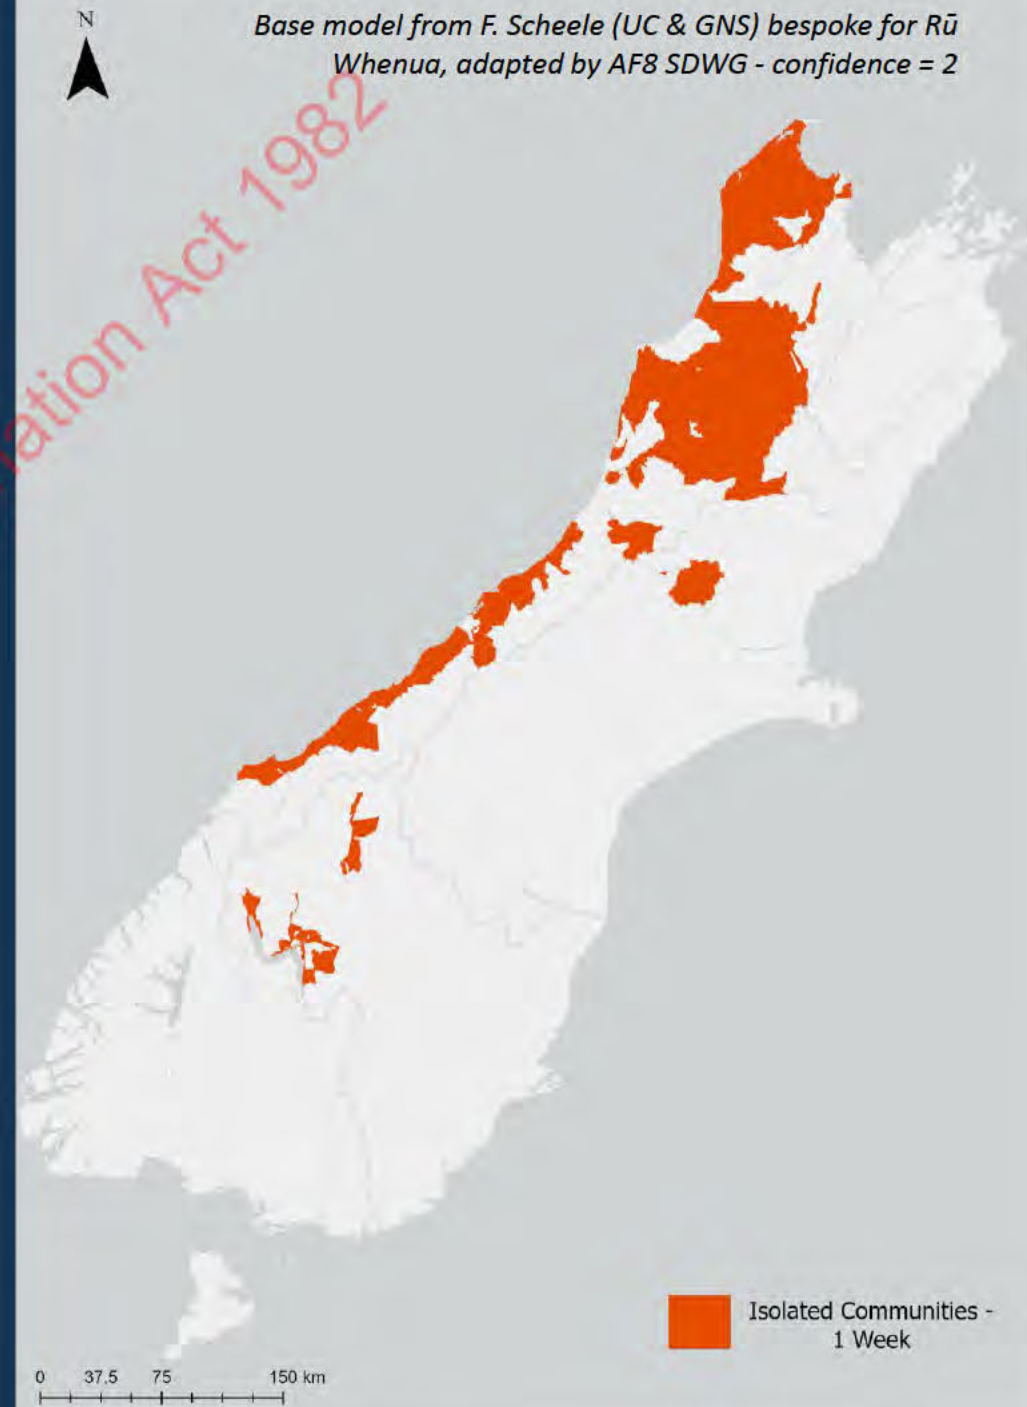 N
Base model from F. Scheele (UC & GNS) bespoke for Rū
Whenua, adapted by AF8 SDWG - confidence = 2
ation Act 1982
Isolated Communities -
1 Week
0 37.5 75 150 km